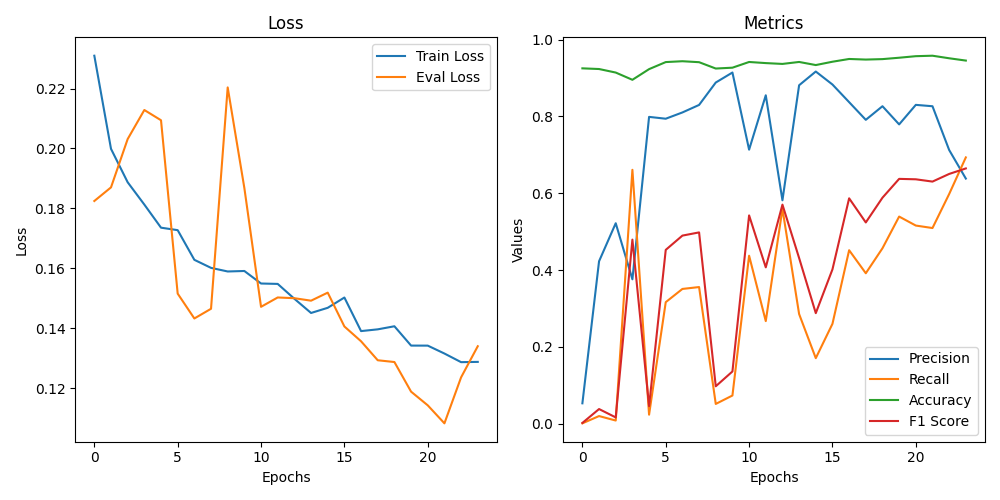 Loss
Train Loss
Eval Loss
0.22
0.20
0.18
0.16
0.14
0.12
Loss
0
5
10
15
20
Epochs
Metrics
1.0
0.8
0.6
0.4
0.2
0.0
Values
Precision
Recall
Accuracy
F1 Score
0
5
10
15
20
Epochs